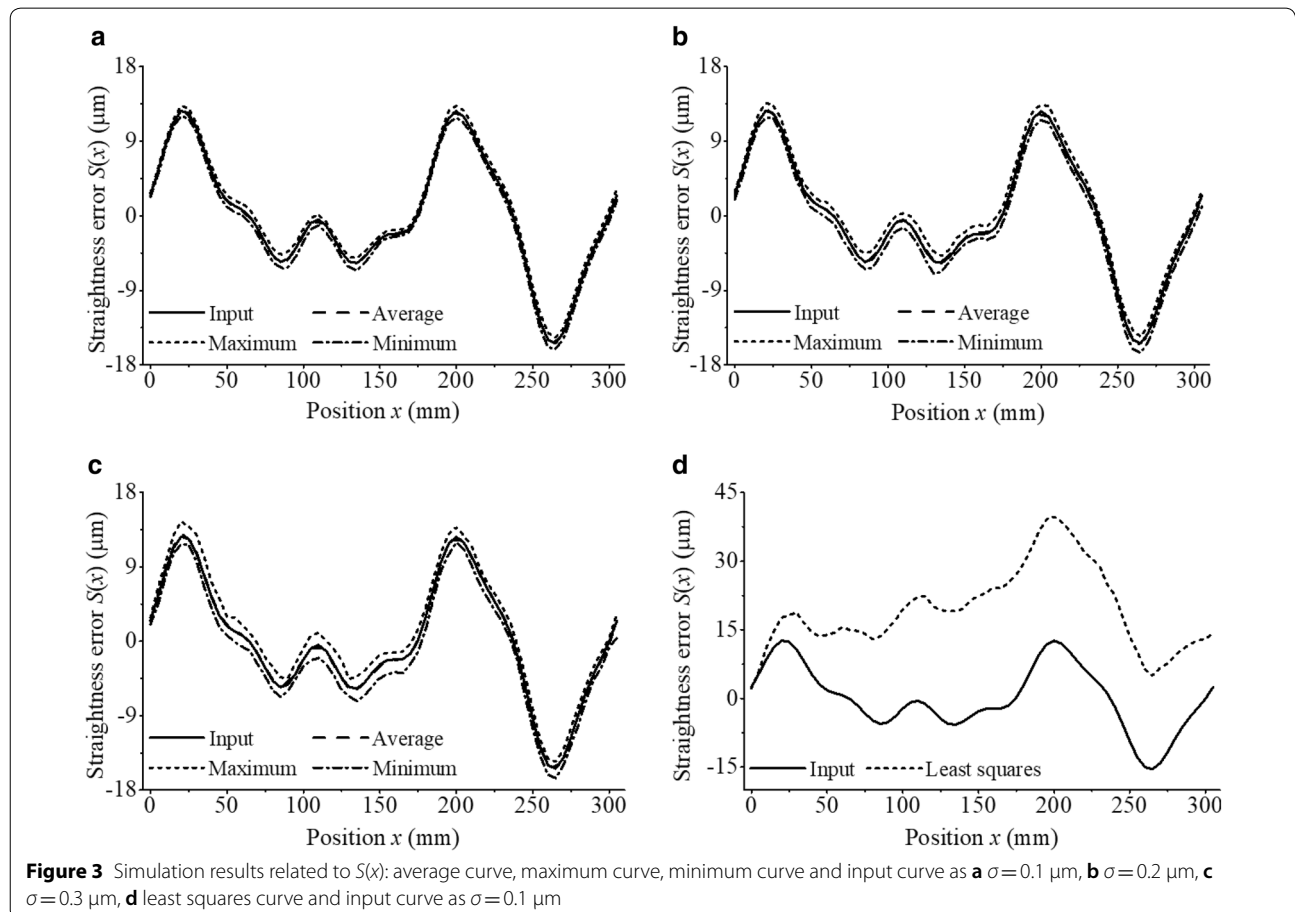 a
18
9
0
-9
-18
Straightness error S(x) (μm)
Input
Average
Maximum
Minimum
0 50 100 150 200 250 300
Position x (mm)
b
18
9
0
-9
-18
Straightness error S(x) (μm)
Input
Average
Maximum
Minimum
0 50 100 150 200 250 300
Position x (mm)
c
18
9
0
-9
-18
Straightness error S(x) (μm)
Input
Average
Maximum
Minimum
0 50 100 150 200 250 300
Position x (mm)
d
45
30
15
0
-15
Straightness error S(x) (μm)
Input
Least squares
0 50 100 150 200 250 300
Position x (mm)
Figure 3 Simulation results related to S(x): average curve, maximum curve, minimum curve and input curve as a σ = 0.1 μm, b σ = 0.2 μm, c
σ = 0.3 μm, d least squares curve and input curve as σ = 0.1 μm